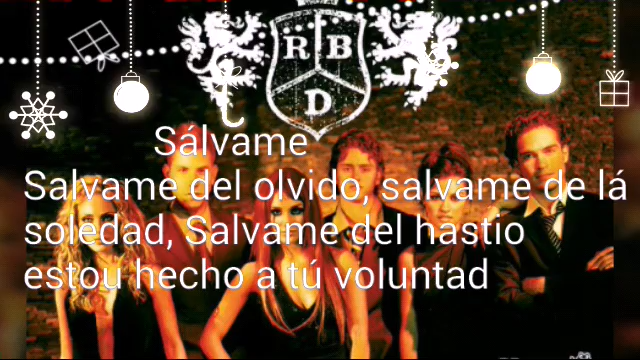 RBD
Sálvame
Salvame del olvido, salvame de lá
soledad, Salvame del hastio
estou hecho a tú voluntad